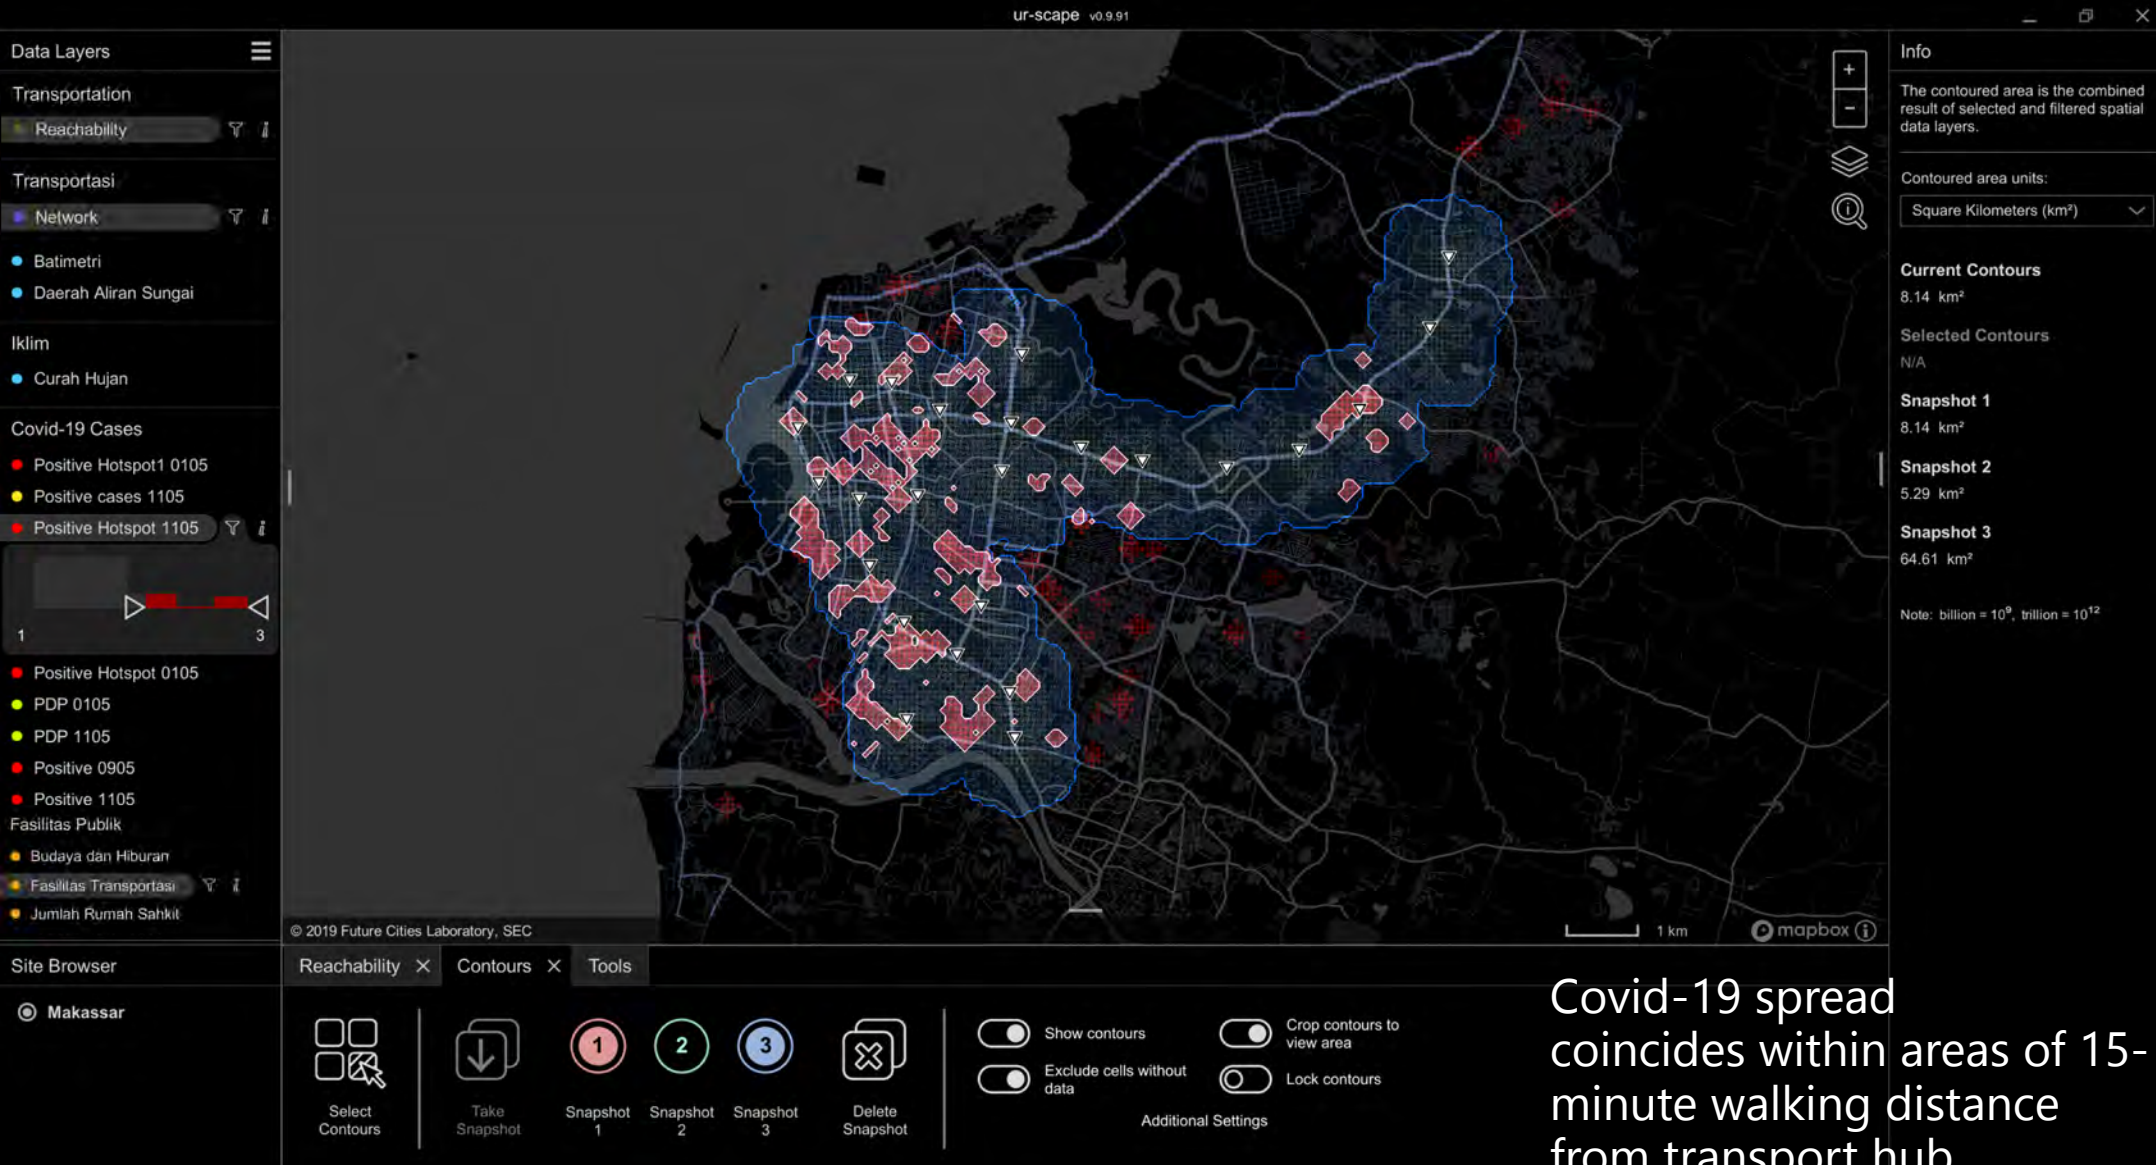 ur-scape v0.9.91
Data Layers
Transportation
Reachability
Transportasi
Network
Batimetri
Daerah Aliran Sungai
Iklim
Curah Hujan
Covid-19 Cases
Positive Hotspot1 0105
Positive cases 1105
Positive Hotspot 1105
1 3
Positive Hotspot 0105
PDP 0105
PDP 1105
Positive 0905
Positive 1105
Fasilitas Publik
Budaya dan Hiburan
Fasilitas Transportasi
Jumlah Rumah Sahkit
Site Browser
Makassar
© 2019 Future Cities Laboratory, SEC
1 km
mapbox
Info
The contoured area is the combined
result of selected and filtered spatial
data layers.
Contoured area units:
Square Kilometers (km²)
Current Contours
8.14 km²
Selected Contours
N/A
Snapshot 1
8.14 km²
Snapshot 2
5.29 km²
Snapshot 3
64.61 km²
Note: billion = 10⁹, trillion = 10¹²
Reachability
Contours
Tools
Select
Contours
Take
Snapshot
1
Snapshot
1
2
Snapshot
2
3
Snapshot
3
Delete
Snapshot
Show contours
Exclude cells without
data
Crop contours to
view area
Lock contours
Additional Settings
Covid-19 spread
coincides within areas of 15-
minute walking distance
from transport hub